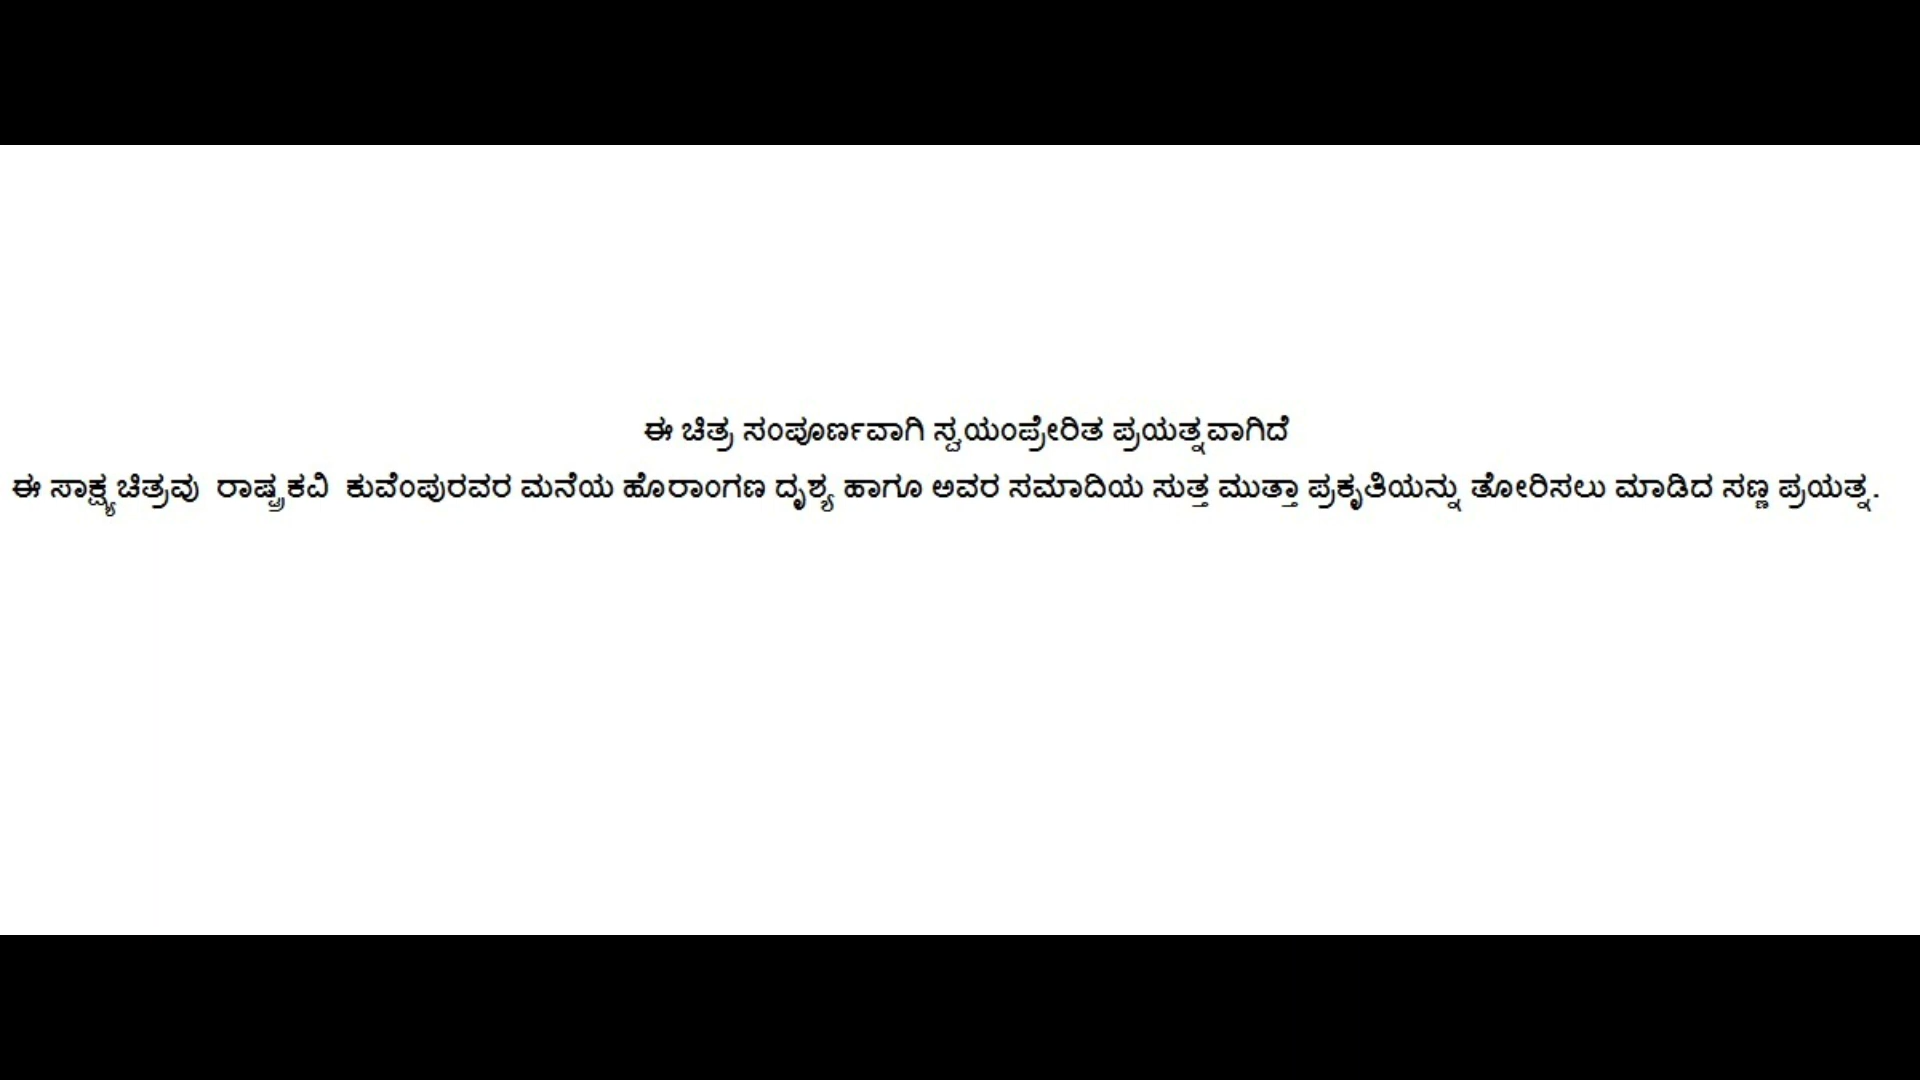 ಈ ಚಿತ್ರ ಸಂಪೂರ್ಣವಾಗಿ ಸ್ವಯಂಪ್ರೇರಿತ ಪ್ರಯತ್ನವಾಗಿದೆ
ಈ ಸಾಕ್ಷ್ಯಚಿತ್ರವು ರಾಷ್ಟ್ರಕವಿ ಕುವೆಂಪುರವರ ಮನೆಯ ಹೊರಾಂಗಣ ದೃಶ್ಯ ಹಾಗೂ ಅವರ ಸಮಾದಿಯ ಸುತ್ತ ಮುತ್ತಾ ಪ್ರಕೃತಿಯನ್ನು ತೋರಿಸಲು ಮಾಡಿದ ಸಣ್ಣ ಪ್ರಯತ್ನ.